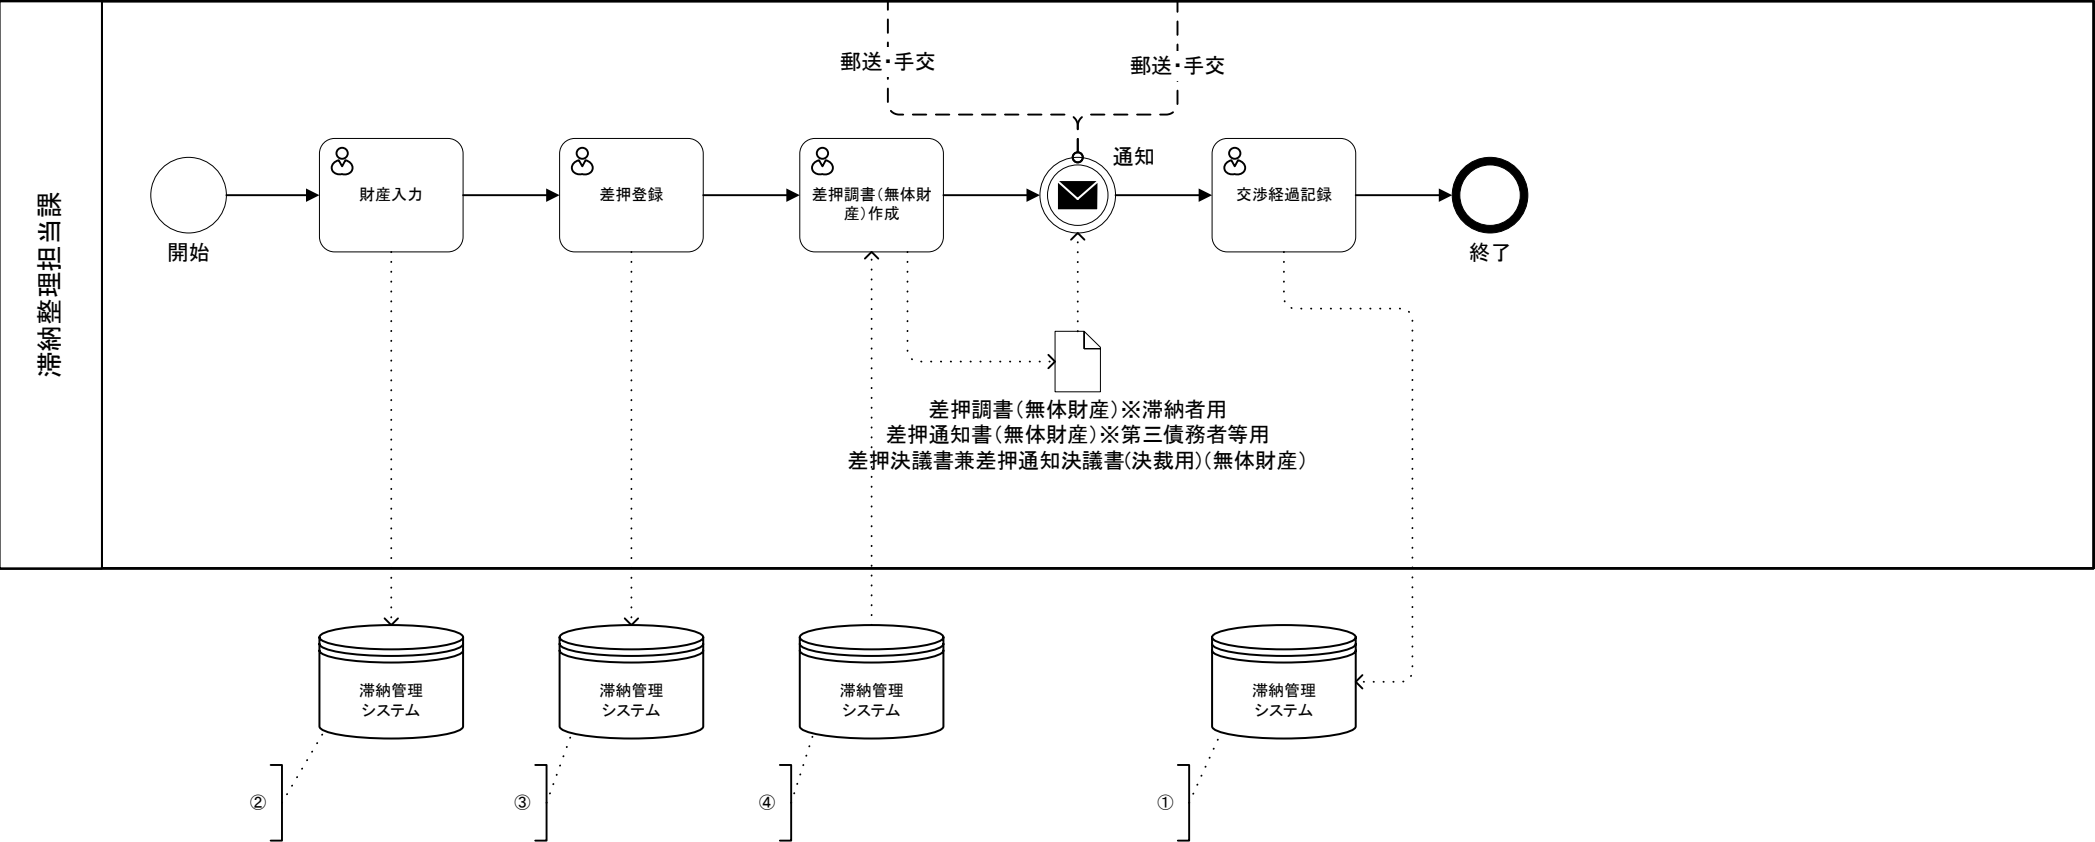 郵送・手交
郵送・手交
滞納整理担当課
開始
財産入力
差押登録
差押調書(無体財
産)作成
通知
交渉経過記録
終了
差押調書(無体財産)※滞納者用
差押通知書(無体財産)※第三債務者等用
差押決議書兼差押通知決議書(決裁用)(無体財産)
滞納管理
システム
滞納管理
システム
滞納管理
システム
滞納管理
システム
②
③
④
①